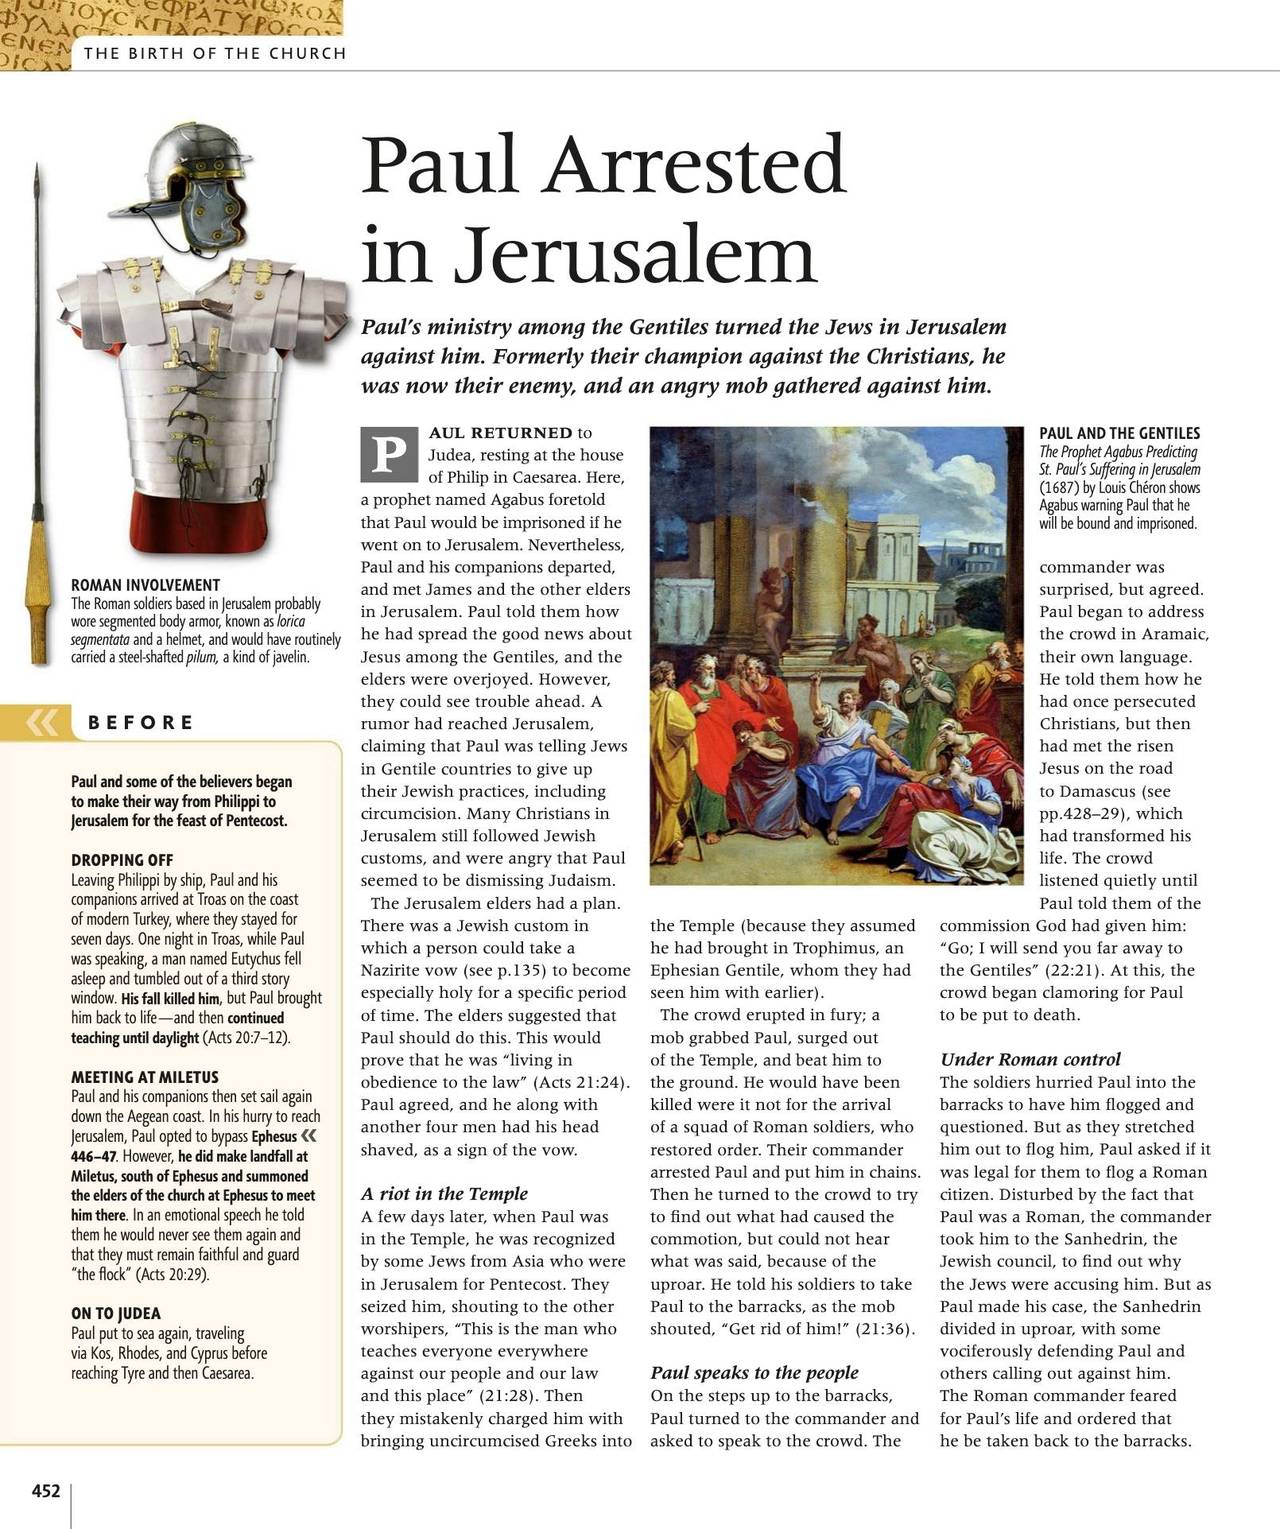 THE BIRTH OF THE CHURCH
Paul Arrested
in Jerusalem
Paul's ministry among the Gentiles turned the Jews in Jerusalem
against him. Formerly their champion against the Christians, he
was now their enemy, and an angry mob gathered against him.
ROMAN INVOLVEMENT
The Roman soldiers based in Jerusalem probably
wore segmented body armor, known as lorica
segmentata and a helmet, and would have routinely
carried a steel-shafted pilum, a kind of javelin.
« BEFORE
Paul and some of the believers began
to make their way from Philippi to
Jerusalem for the feast of Pentecost.
DROPPING OFF
Leaving Philippi by ship, Paul and his
companions arrived at Troas on the coast
of modern Turkey, where they stayed for
seven days. One night in Troas, while Paul
was speaking, a man named Eutychus fell
asleep and tumbled out of a third story
window. His fall killed him, but Paul brought
him back to life—and then continued
teaching until daylight (Acts 20:7–12).
MEETING AT MILETUS
Paul and his companions then set sail again
down the Aegean coast. In his hurry to reach
Jerusalem, Paul opted to bypass Ephesus «
446–47. However, he did make landfall at
Miletus, south of Ephesus and summoned
the elders of the church at Ephesus to meet
him there. In an emotional speech he told
them he would never see them again and
that they must remain faithful and guard
"the flock" (Acts 20:29).
ON TO JUDEA
Paul put to sea again, traveling
via Kos, Rhodes, and Cyprus before
reaching Tyre and then Caesarea.
PAUL RETURNED to
Judea, resting at the house
of Philip in Caesarea. Here,
a prophet named Agabus foretold
that Paul would be imprisoned if he
went on to Jerusalem. Nevertheless,
Paul and his companions departed,
and met James and the other elders
in Jerusalem. Paul told them how
he had spread the good news about
Jesus among the Gentiles, and the
elders were overjoyed. However,
they could see trouble ahead. A
rumor had reached Jerusalem,
claiming that Paul was telling Jews
in Gentile countries to give up
their Jewish practices, including
circumcision. Many Christians in
Jerusalem still followed Jewish
customs, and were angry that Paul
seemed to be dismissing Judaism.
The Jerusalem elders had a plan.
There was a Jewish custom in
which a person could take a
Nazirite vow (see p.135) to become
especially holy for a specific period
of time. The elders suggested that
Paul should do this. This would
prove that he was "living in
obedience to the law" (Acts 21:24).
Paul agreed, and he along with
another four men had his head
shaved, as a sign of the vow.
A riot in the Temple
A few days later, when Paul was
in the Temple, he was recognized
by some Jews from Asia who were
in Jerusalem for Pentecost. They
seized him, shouting to the other
worshipers, "This is the man who
teaches everyone everywhere
against our people and our law
and this place" (21:28). Then
they mistakenly charged him with
bringing uncircumcised Greeks into
the Temple (because they assumed
he had brought in Trophimus, an
Ephesian Gentile, whom they had
seen him with earlier).
The crowd erupted in fury; a
mob grabbed Paul, surged out
of the Temple, and beat him to
the ground. He would have been
killed were it not for the arrival
of a squad of Roman soldiers, who
restored order. Their commander
arrested Paul and put him in chains.
Then he turned to the crowd to try
to find out what had caused the
commotion, but could not hear
what was said, because of the
uproar. He told his soldiers to take
Paul to the barracks, as the mob
shouted, "Get rid of him!" (21:36).
Paul speaks to the people
On the steps up to the barracks,
Paul turned to the commander and
asked to speak to the crowd. The
PAUL AND THE GENTILES
The Prophet Agabus Predicting
St. Paul's Suffering in Jerusalem
(1687) by Louis Chéron shows
Agabus warning Paul that he
will be bound and imprisoned.
commander was
surprised, but agreed.
Paul began to address
the crowd in Aramaic,
their own language.
He told them how he
had once persecuted
Christians, but then
had met the risen
Jesus on the road
to Damascus (see
pp.428–29), which
had transformed his
life. The crowd
listened quietly until
Paul told them of the
commission God had given him:
"Go; I will send you far away to
the Gentiles" (22:21). At this, the
crowd began clamoring for Paul
to be put to death.
Under Roman control
The soldiers hurried Paul into the
barracks to have him flogged and
questioned. But as they stretched
him out to flog him, Paul asked if it
was legal for them to flog a Roman
citizen. Disturbed by the fact that
Paul was a Roman, the commander
took him to the Sanhedrin, the
Jewish council, to find out why
the Jews were accusing him. But as
Paul made his case, the Sanhedrin
divided in uproar, with some
vociferously defending Paul and
others calling out against him.
The Roman commander feared
for Paul's life and ordered that
he be taken back to the barracks.
452